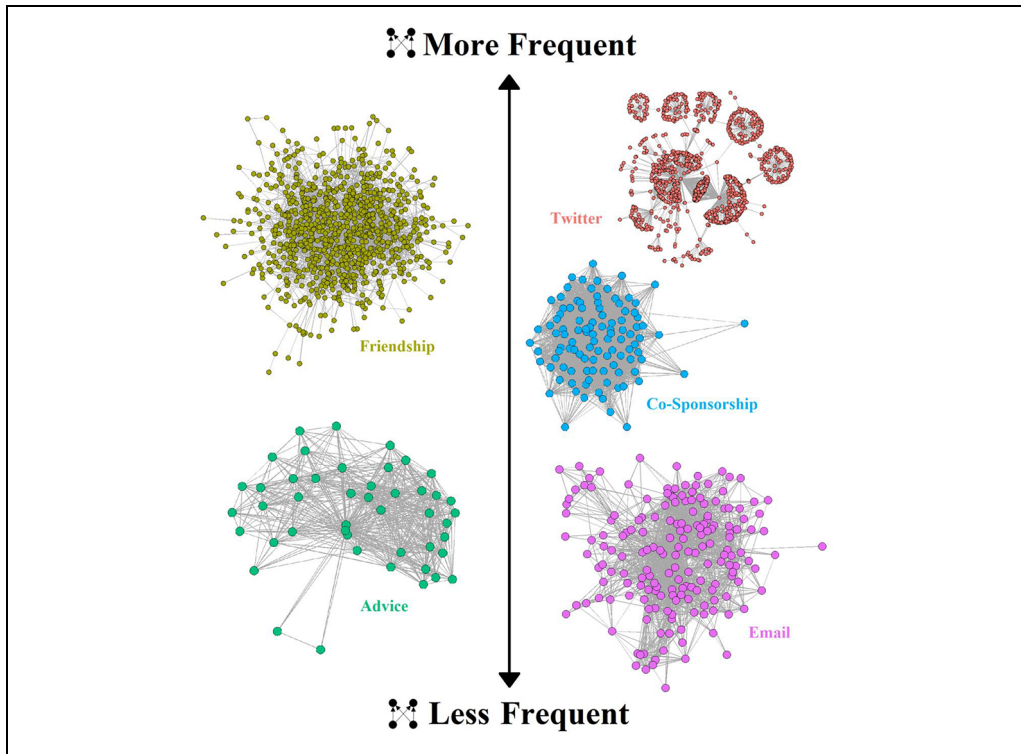 More Frequent
Twitter
Friendship
Co-Sponsorship
Advice
Email
Less Frequent